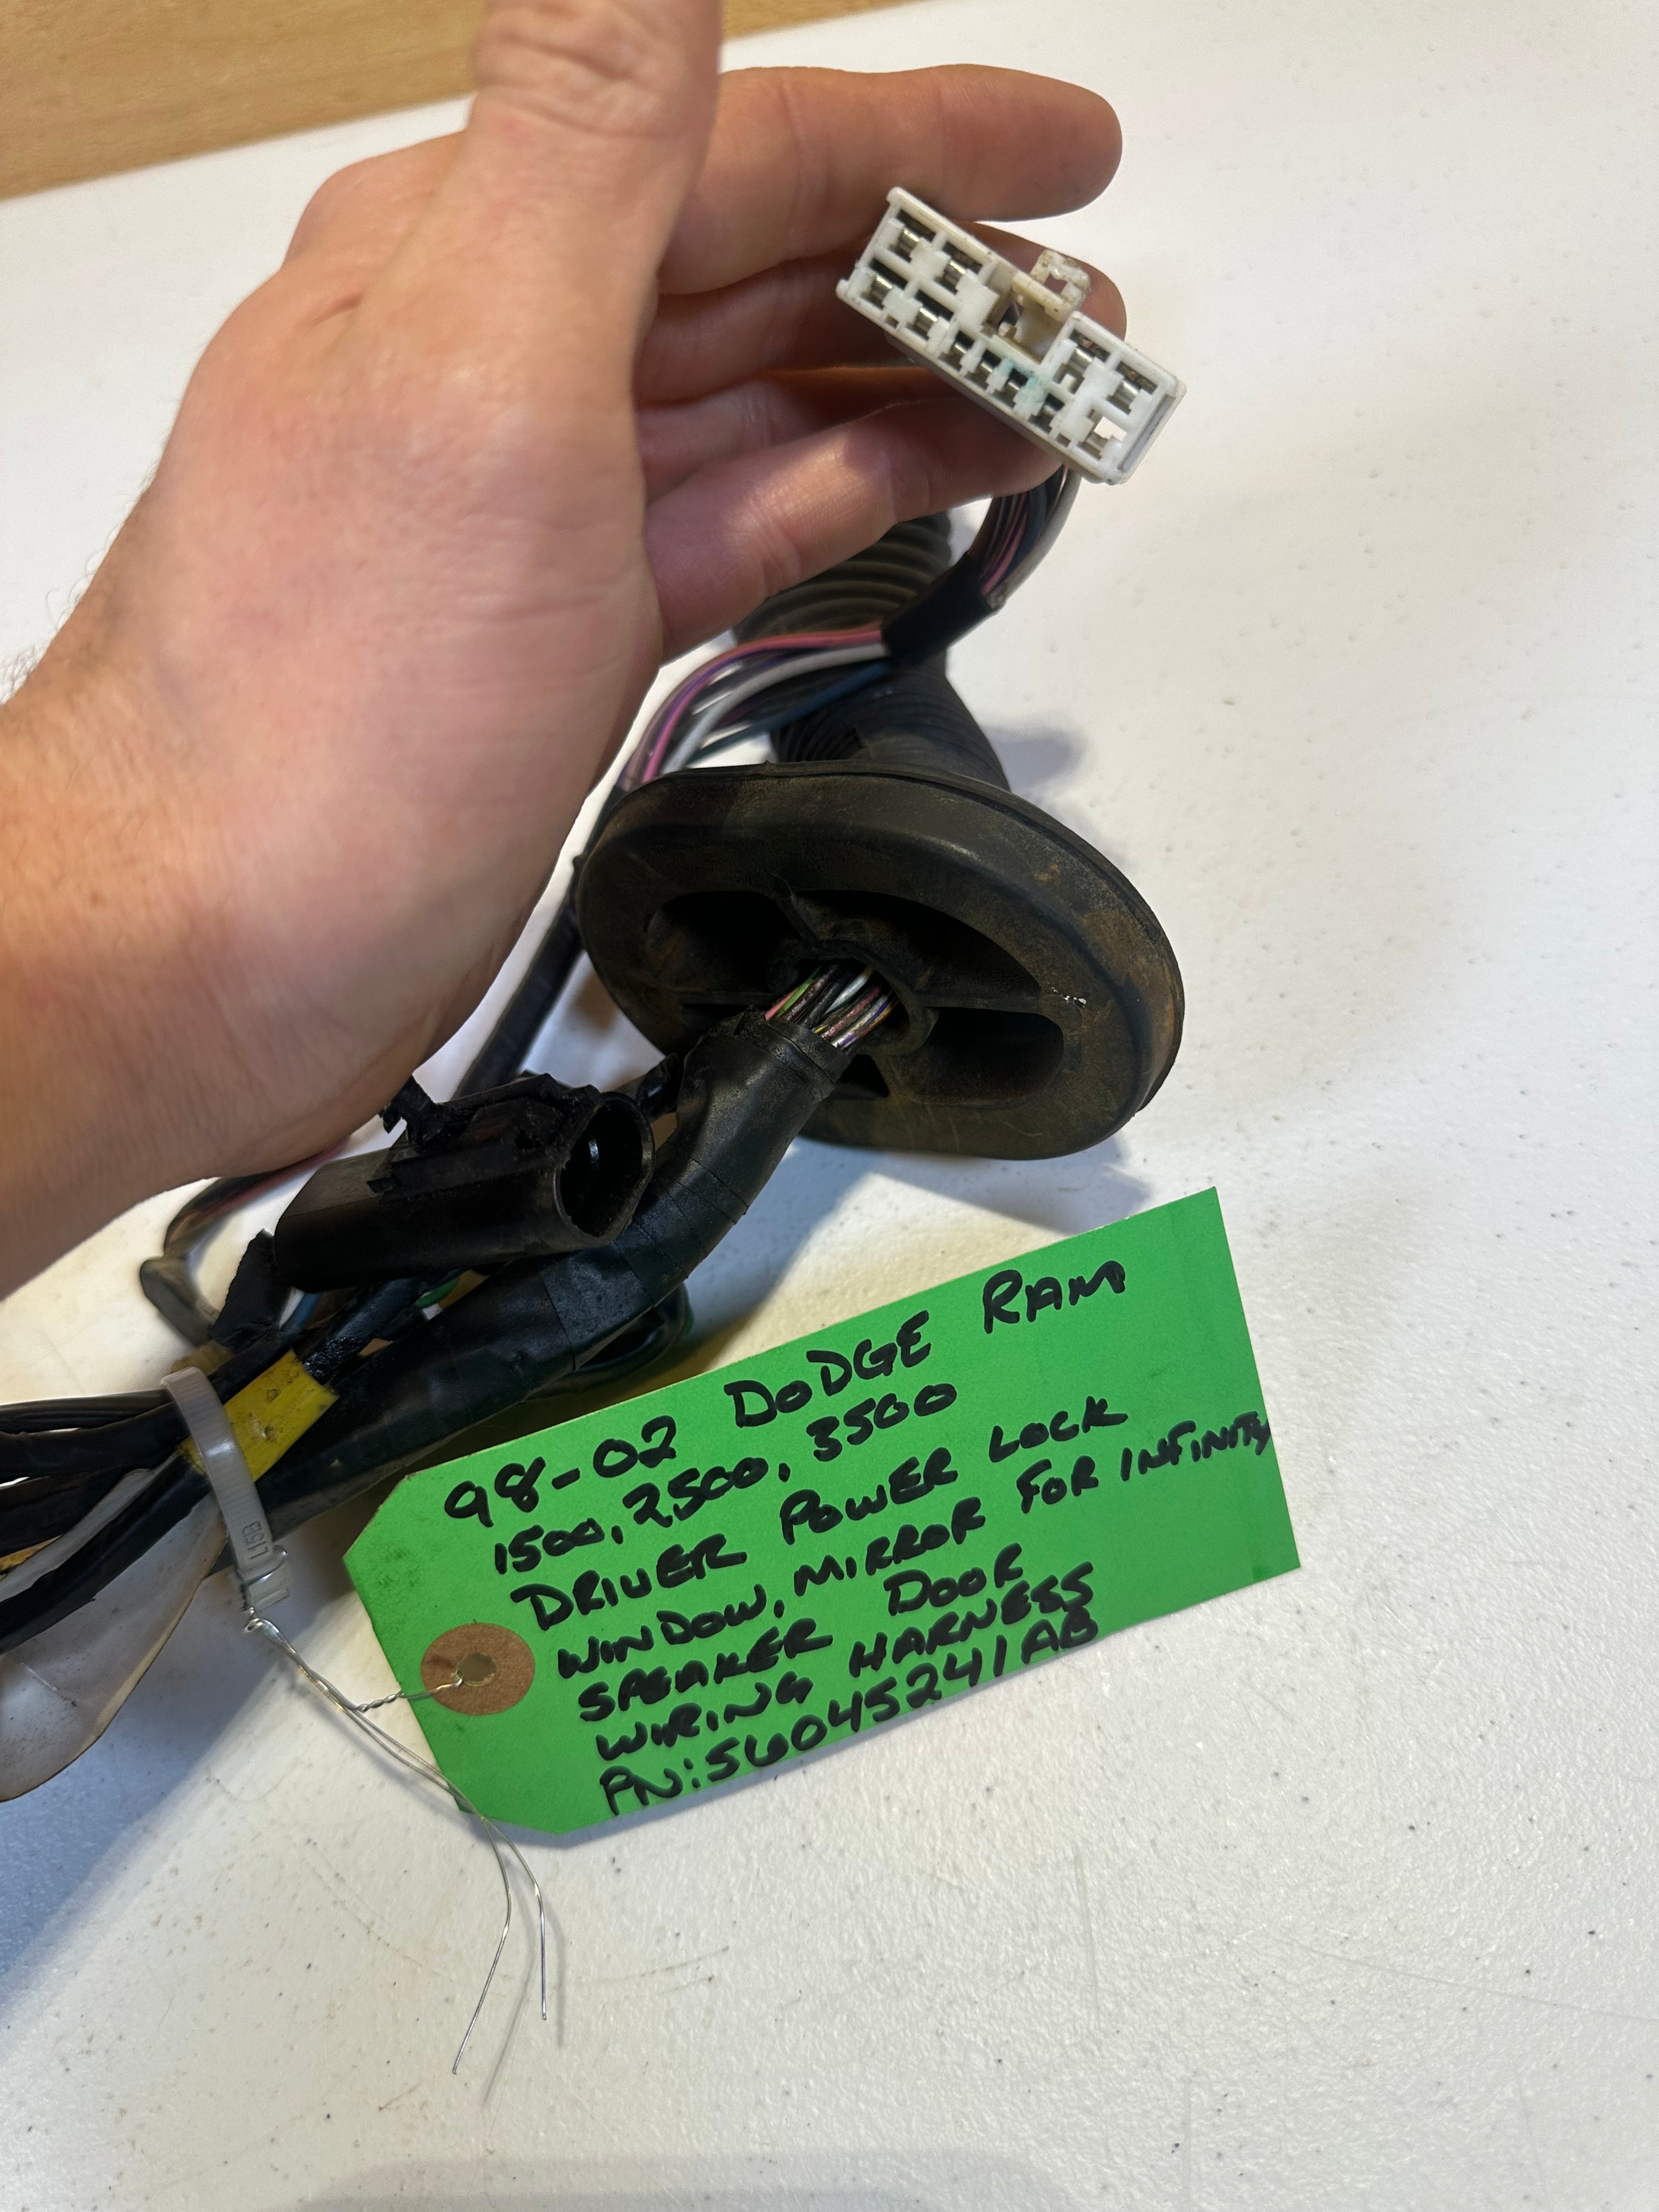 L15B
98-02 DODGE RAM
1500, 2500, 3500
DRIVER POWER LOCK
WINDOW, MIRROR FOR INFINITY
SPEAKER DOOR
WIRING HARNESS
PN: 56045241AB